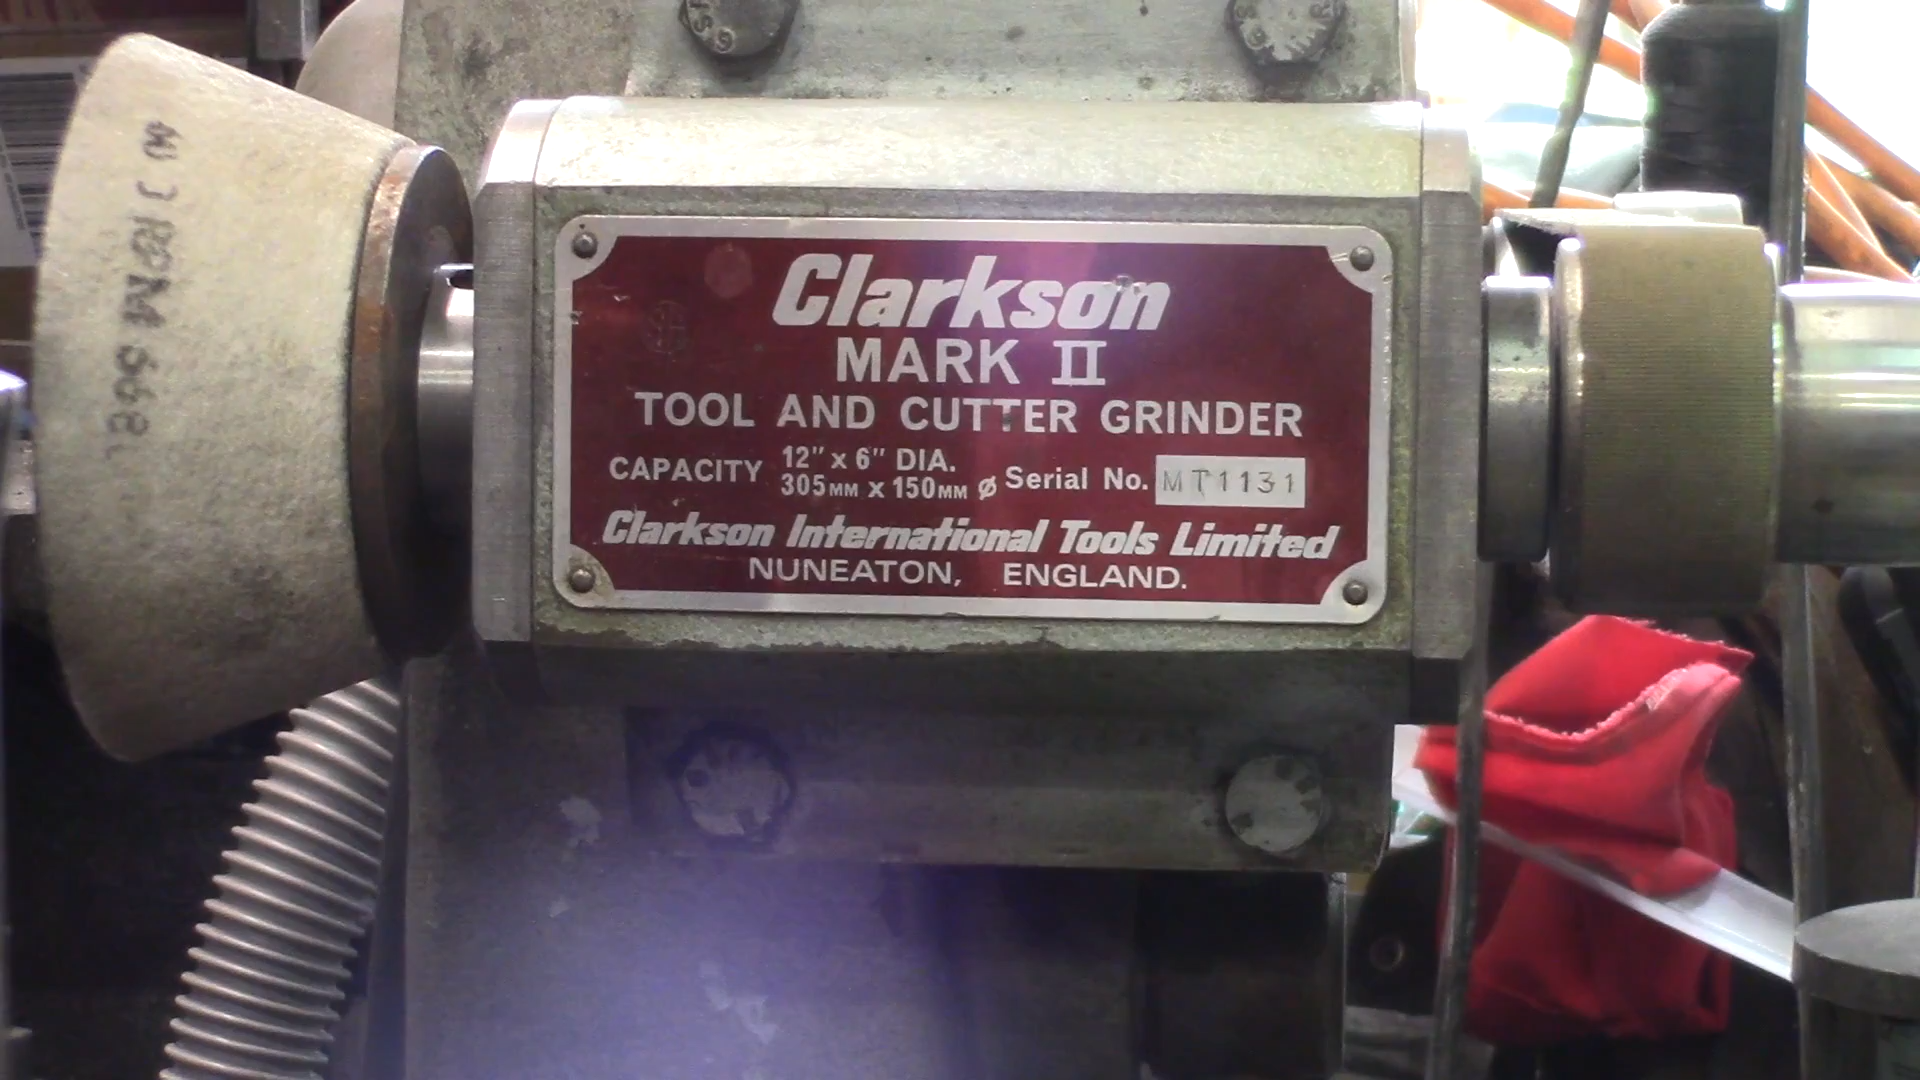 Clarkson
MARK II
TOOL AND CUTTER GRINDER
CAPACITY 12" x 6" DIA.
305MM x 150MM ø Serial No. MT1131
Clarkson International Tools Limited
NUNEATON, ENGLAND.
RPM